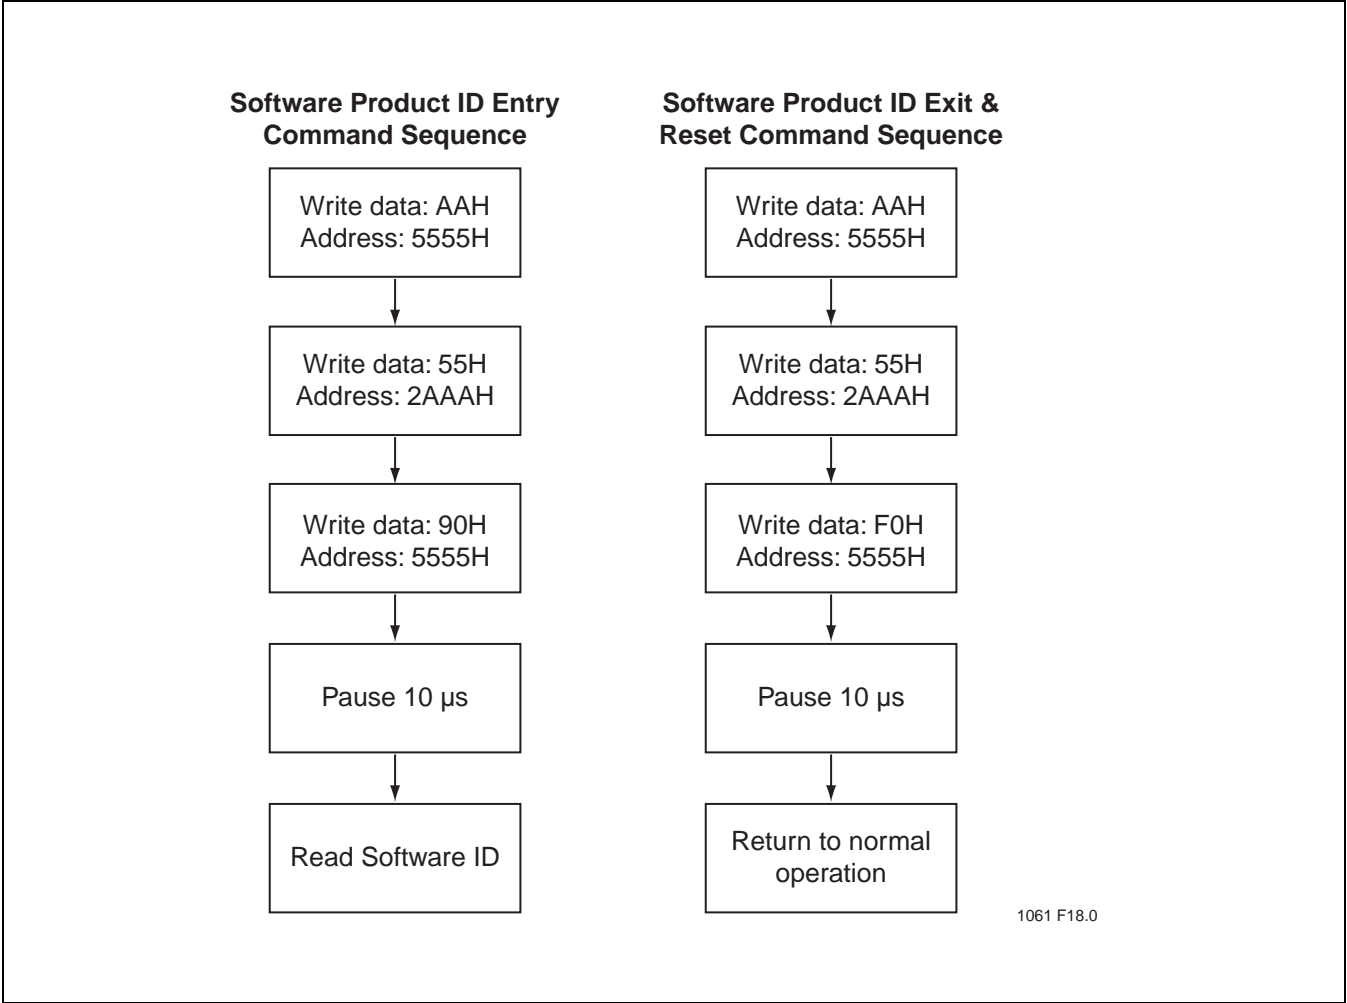 Software Product ID Entry
Command Sequence
Write data: AAH
Address: 5555H
Write data: 55H
Address: 2AAAH
Write data: 90H
Address: 5555H
Pause 10 µs
Read Software ID
Software Product ID Exit &
Reset Command Sequence
Write data: AAH
Address: 5555H
Write data: 55H
Address: 2AAAH
Write data: F0H
Address: 5555H
Pause 10 µs
Return to normal
operation
1061 F18.0